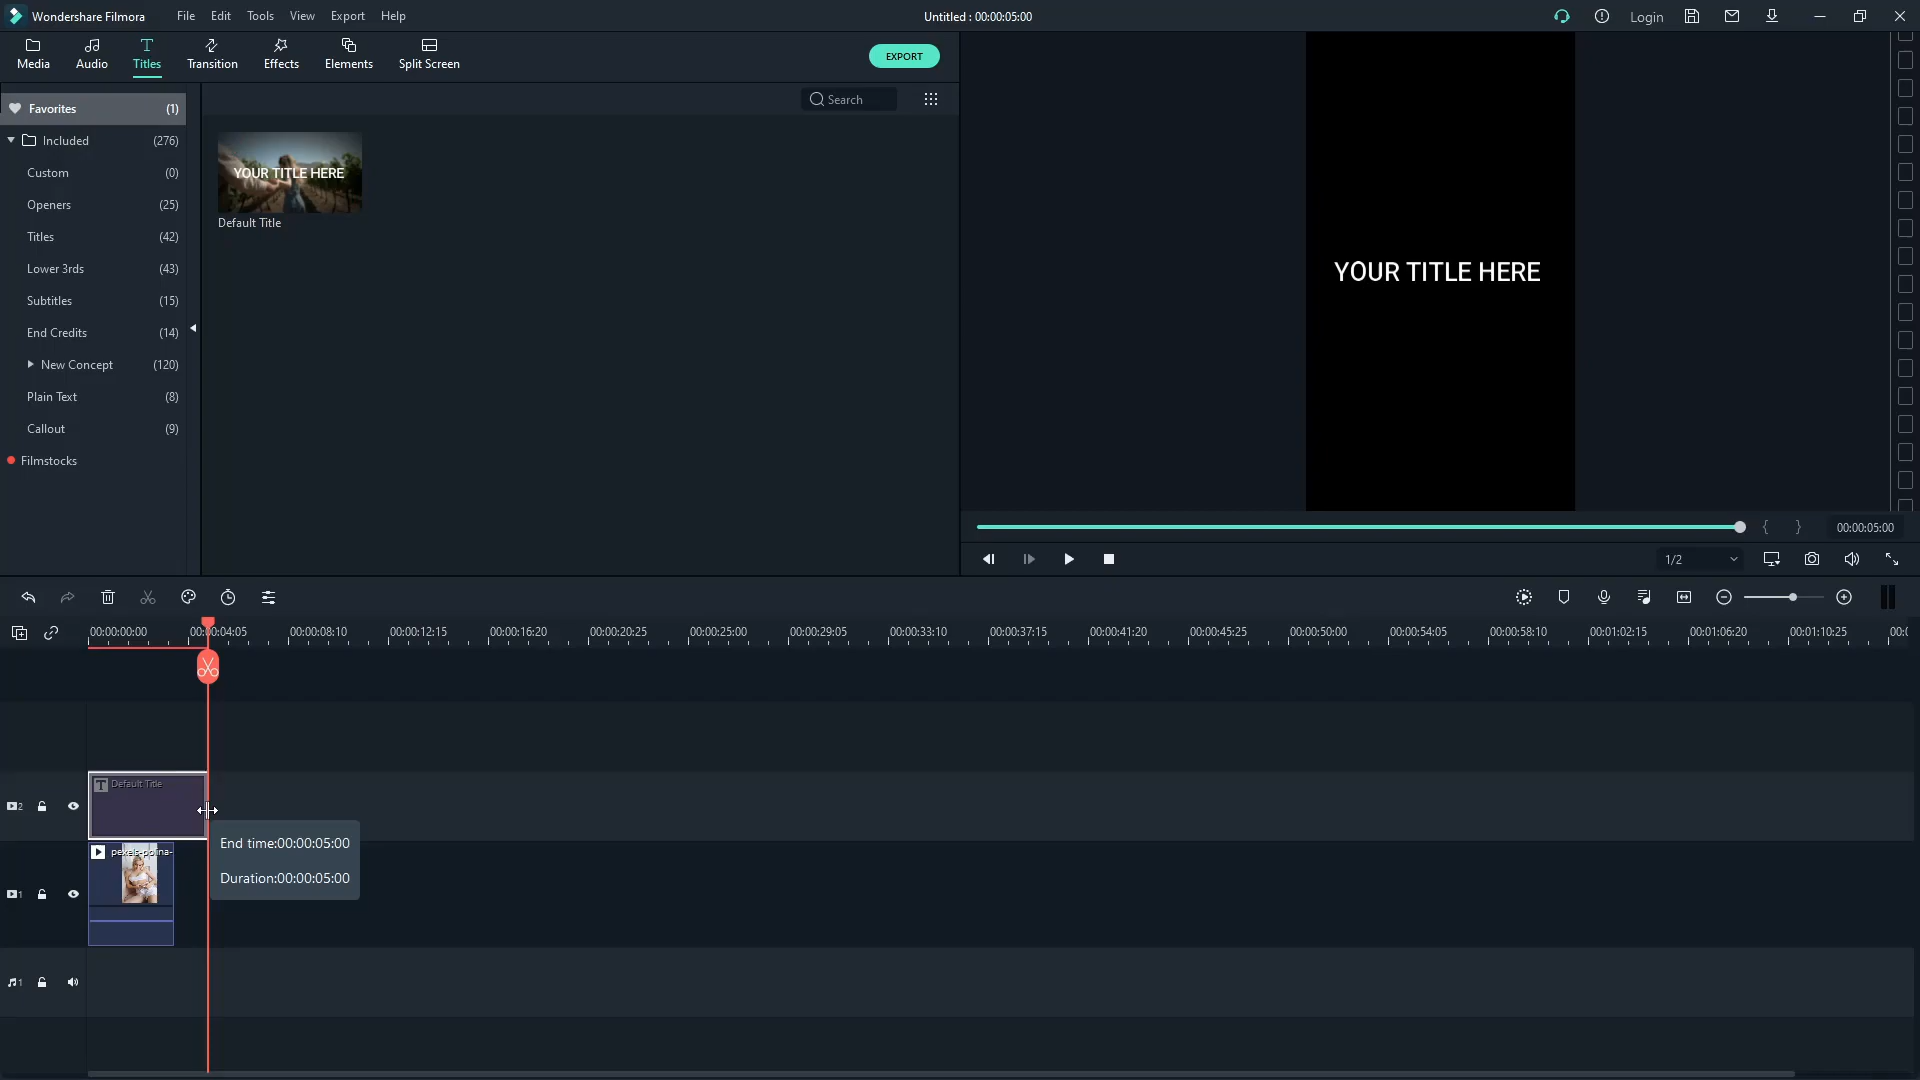 Wondershare Filmora File Edit Tools View Export Help Untitled : 00:00:05:00 Login
Media Audio Titles Transition Effects Elements Split Screen EXPORT
Favorites (1)
Search
Included (276)
Custom (0)
Openers (25)
Titles (42)
Lower 3rds (43)
Subtitles (15)
End Credits (14)
New Concept (120)
Plain Text (8)
Callout (9)
Filmstocks
YOUR TITLE HERE
Default Title
YOUR TITLE HERE
{ } 00:00:05:00
1/2
00:00:00:00 00:00:04:05 00:00:08:10 00:00:12:15 00:00:16:20 00:00:20:25 00:00:25:00 00:00:29:05 00:00:33:10 00:00:37:15 00:00:41:20 00:00:45:25 00:00:50:00 00:00:54:05 00:00:58:10 00:01:02:15 00:01:06:20 00:01:10:25 00:0
T Default Title
2
End time:00:00:05:00
Duration:00:00:05:00
pexels-polina-
1
1